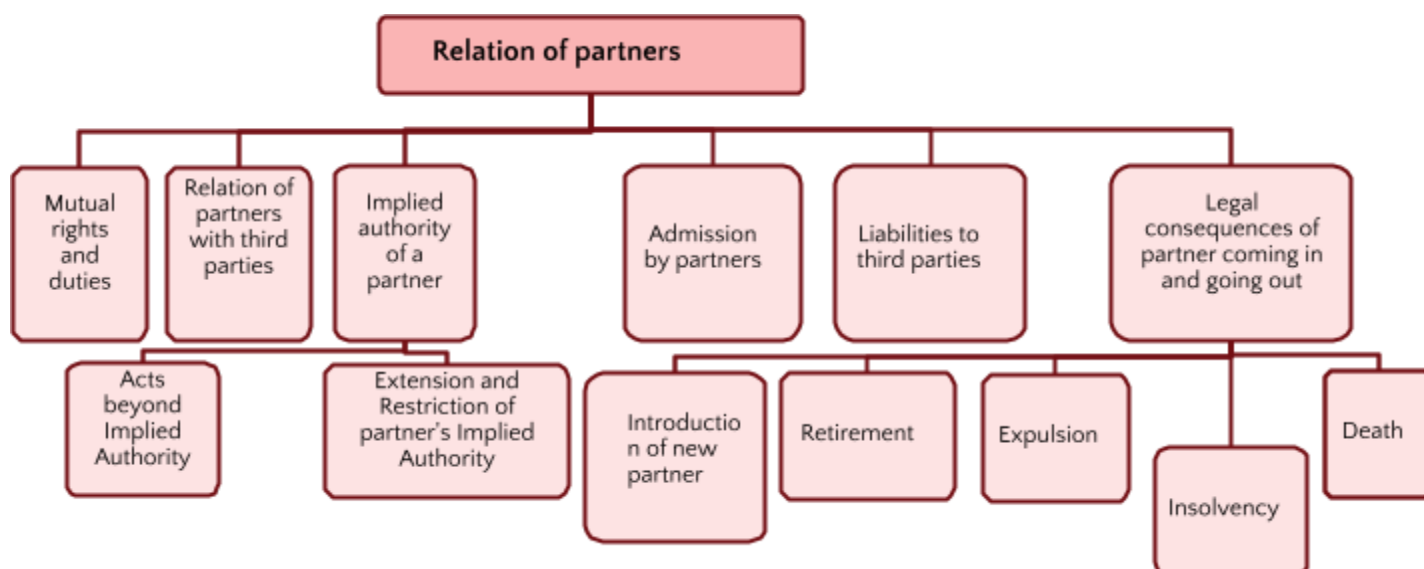 Relation of partners
Mutual
rights
and
duties
Relation of
partners
with third
parties
Implied
authority
of a
partner
Admission
by partners
Liabilities to
third parties
Legal
consequences of
partner coming in
and going out
Acts
beyond
Implied
Authority
Extension and
Restriction of
partner's Implied
Authority
Introductio
n of new
partner
Retirement
Expulsion
Insolvency
Death